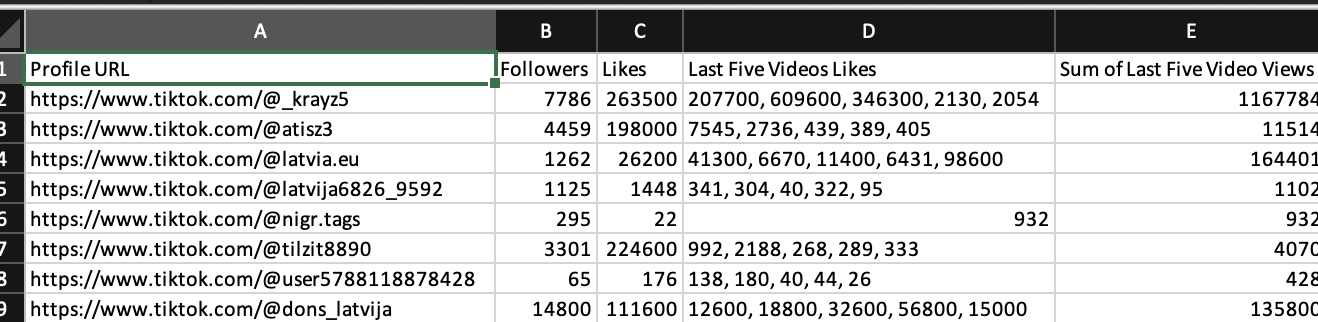 A B C D E
1 Profile URL Followers Likes Last Five Videos Likes Sum of Last Five Video Views
2 https://www.tiktok.com/@_krayz5 7786 263500 207700, 609600, 346300, 2130, 2054 1167784
3 https://www.tiktok.com/@atisz3 4459 198000 7545, 2736, 439, 389, 405 11514
4 https://www.tiktok.com/@latvia.eu 1262 26200 41300, 6670, 11400, 6431, 98600 164401
5 https://www.tiktok.com/@latvija6826_9592 1125 1448 341, 304, 40, 322, 95 1102
6 https://www.tiktok.com/@nigr.tags 295 22 932 932
7 https://www.tiktok.com/@tilzit8890 3301 224600 992, 2188, 268, 289, 333 4070
8 https://www.tiktok.com/@user5788118878428 65 176 138, 180, 40, 44, 26 428
9 https://www.tiktok.com/@dons_latvija 14800 111600 12600, 18800, 32600, 56800, 15000 135800